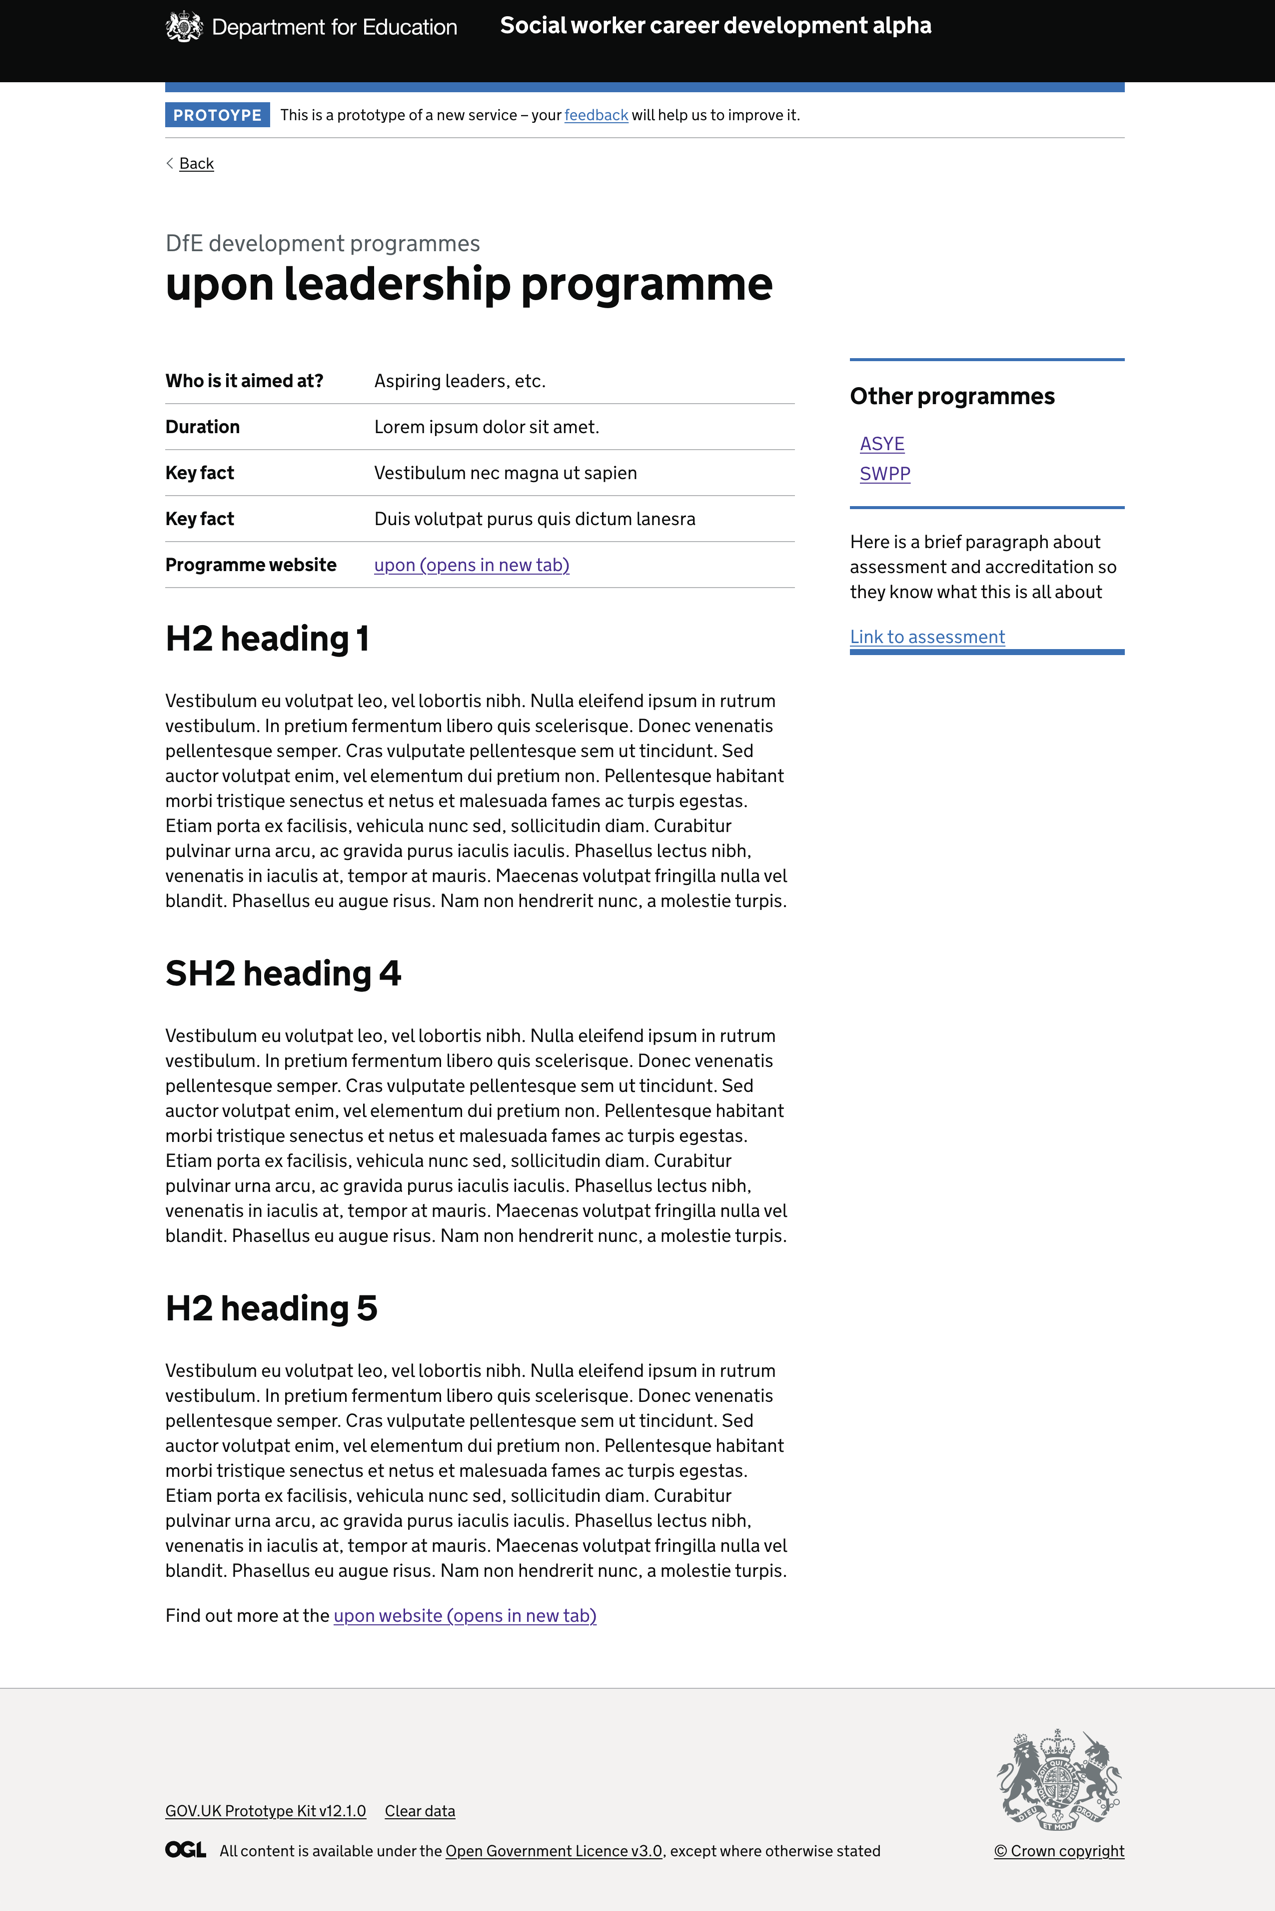 Department for Education
Social worker career development alpha
PROTOYPE
This is a prototype of a new service – your feedback will help us to improve it.
Back
DfE development programmes
upon leadership programme
Who is it aimed at? Aspiring leaders, etc.
Duration Lorem ipsum dolor sit amet.
Key fact Vestibulum nec magna ut sapien
Key fact Duis volutpat purus quis dictum lanesra
Programme website upon (opens in new tab)
H2 heading 1
Vestibulum eu volutpat leo, vel lobortis nibh. Nulla eleifend ipsum in rutrum
vestibulum. In pretium fermentum libero quis scelerisque. Donec venenatis
pellentesque semper. Cras vulputate pellentesque sem ut tincidunt. Sed
auctor volutpat enim, vel elementum dui pretium non. Pellentesque habitant
morbi tristique senectus et netus et malesuada fames ac turpis egestas.
Etiam porta ex facilisis, vehicula nunc sed, sollicitudin diam. Curabitur
pulvinar urna arcu, ac gravida purus iaculis iaculis. Phasellus lectus nibh,
venenatis in iaculis at, tempor at mauris. Maecenas volutpat fringilla nulla vel
blandit. Phasellus eu augue risus. Nam non hendrerit nunc, a molestie turpis.
SH2 heading 4
Vestibulum eu volutpat leo, vel lobortis nibh. Nulla eleifend ipsum in rutrum
vestibulum. In pretium fermentum libero quis scelerisque. Donec venenatis
pellentesque semper. Cras vulputate pellentesque sem ut tincidunt. Sed
auctor volutpat enim, vel elementum dui pretium non. Pellentesque habitant
morbi tristique senectus et netus et malesuada fames ac turpis egestas.
Etiam porta ex facilisis, vehicula nunc sed, sollicitudin diam. Curabitur
pulvinar urna arcu, ac gravida purus iaculis iaculis. Phasellus lectus nibh,
venenatis in iaculis at, tempor at mauris. Maecenas volutpat fringilla nulla vel
blandit. Phasellus eu augue risus. Nam non hendrerit nunc, a molestie turpis.
H2 heading 5
Vestibulum eu volutpat leo, vel lobortis nibh. Nulla eleifend ipsum in rutrum
vestibulum. In pretium fermentum libero quis scelerisque. Donec venenatis
pellentesque semper. Cras vulputate pellentesque sem ut tincidunt. Sed
auctor volutpat enim, vel elementum dui pretium non. Pellentesque habitant
morbi tristique senectus et netus et malesuada fames ac turpis egestas.
Etiam porta ex facilisis, vehicula nunc sed, sollicitudin diam. Curabitur
pulvinar urna arcu, ac gravida purus iaculis iaculis. Phasellus lectus nibh,
venenatis in iaculis at, tempor at mauris. Maecenas volutpat fringilla nulla vel
blandit. Phasellus eu augue risus. Nam non hendrerit nunc, a molestie turpis.
Find out more at the upon website (opens in new tab)
Other programmes
ASYE
SWPP
Here is a brief paragraph about
assessment and accreditation so
they know what this is all about
Link to assessment
GOV.UK Prototype Kit v12.1.0 Clear data
OGL All content is available under the Open Government Licence v3.0, except where otherwise stated
DIEU ET MON DROIT
© Crown copyright